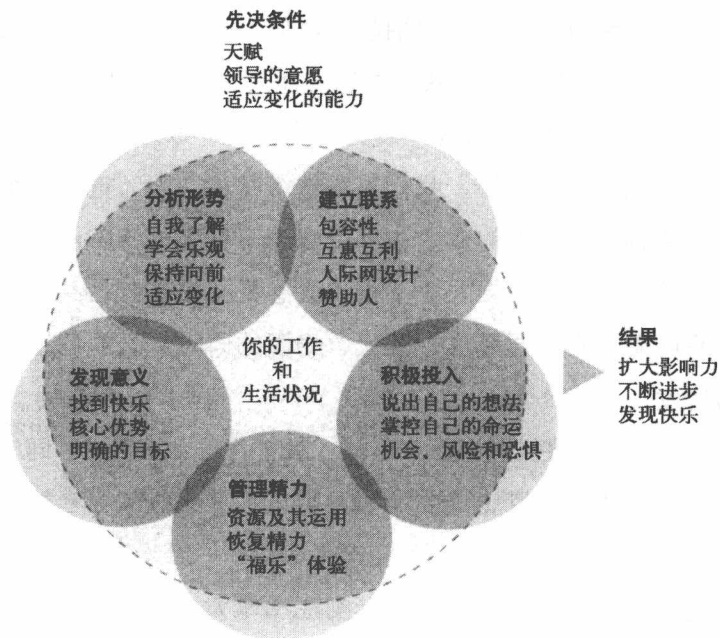 先决条件
天赋
领导的意愿
适应变化的能力
分析形势
自我了解
学会乐观
保持向前
适应变化
建立联系
包容性
互惠互利
人际网设计
赞助人
你的工作
和
生活状况
发现意义
找到快乐
核心优势
明确的目标
积极投入
说出自己的想法
掌控自己的命运
机会、风险和恐惧
管理精力
资源及其运用
恢复精力
“福乐”体验
结果
扩大影响力
不断进步
发现快乐